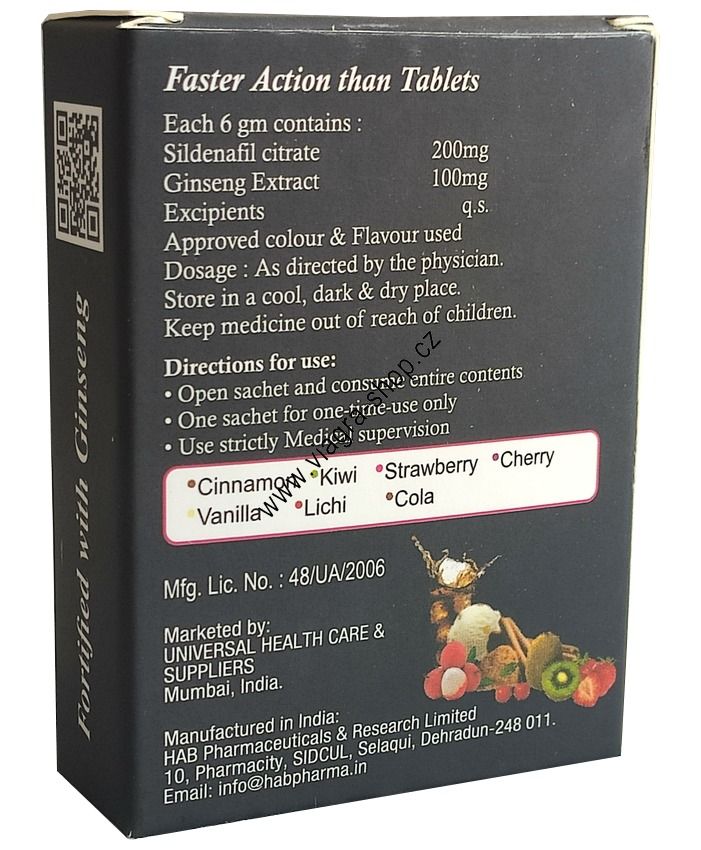 Fortified with Ginseng
Faster Action than Tablets
Each 6 gm contains :
Sildenafil citrate 200mg
Ginseng Extract 100mg
Excipients q.s.
Approved colour & Flavour used
Dosage : As directed by the physician.
Store in a cool, dark & dry place.
Keep medicine out of reach of children.
Directions for use:
• Open sachet and consume entire contents
• One sachet for one-time-use only
• Use strictly Medical supervision
•Cinnamon •Kiwi •Strawberry •Cherry
•Vanilla •Lichi •Cola
www.viagra-shop.cz
Mfg. Lic. No. : 48/UA/2006
Marketed by:
UNIVERSAL HEALTH CARE &
SUPPLIERS
Mumbai, India.
Manufactured in India:
HAB Pharmaceuticals & Research Limited
10, Pharmacity, SIDCUL, Selaqui, Dehradun-248 011.
Email: info@habpharma.in